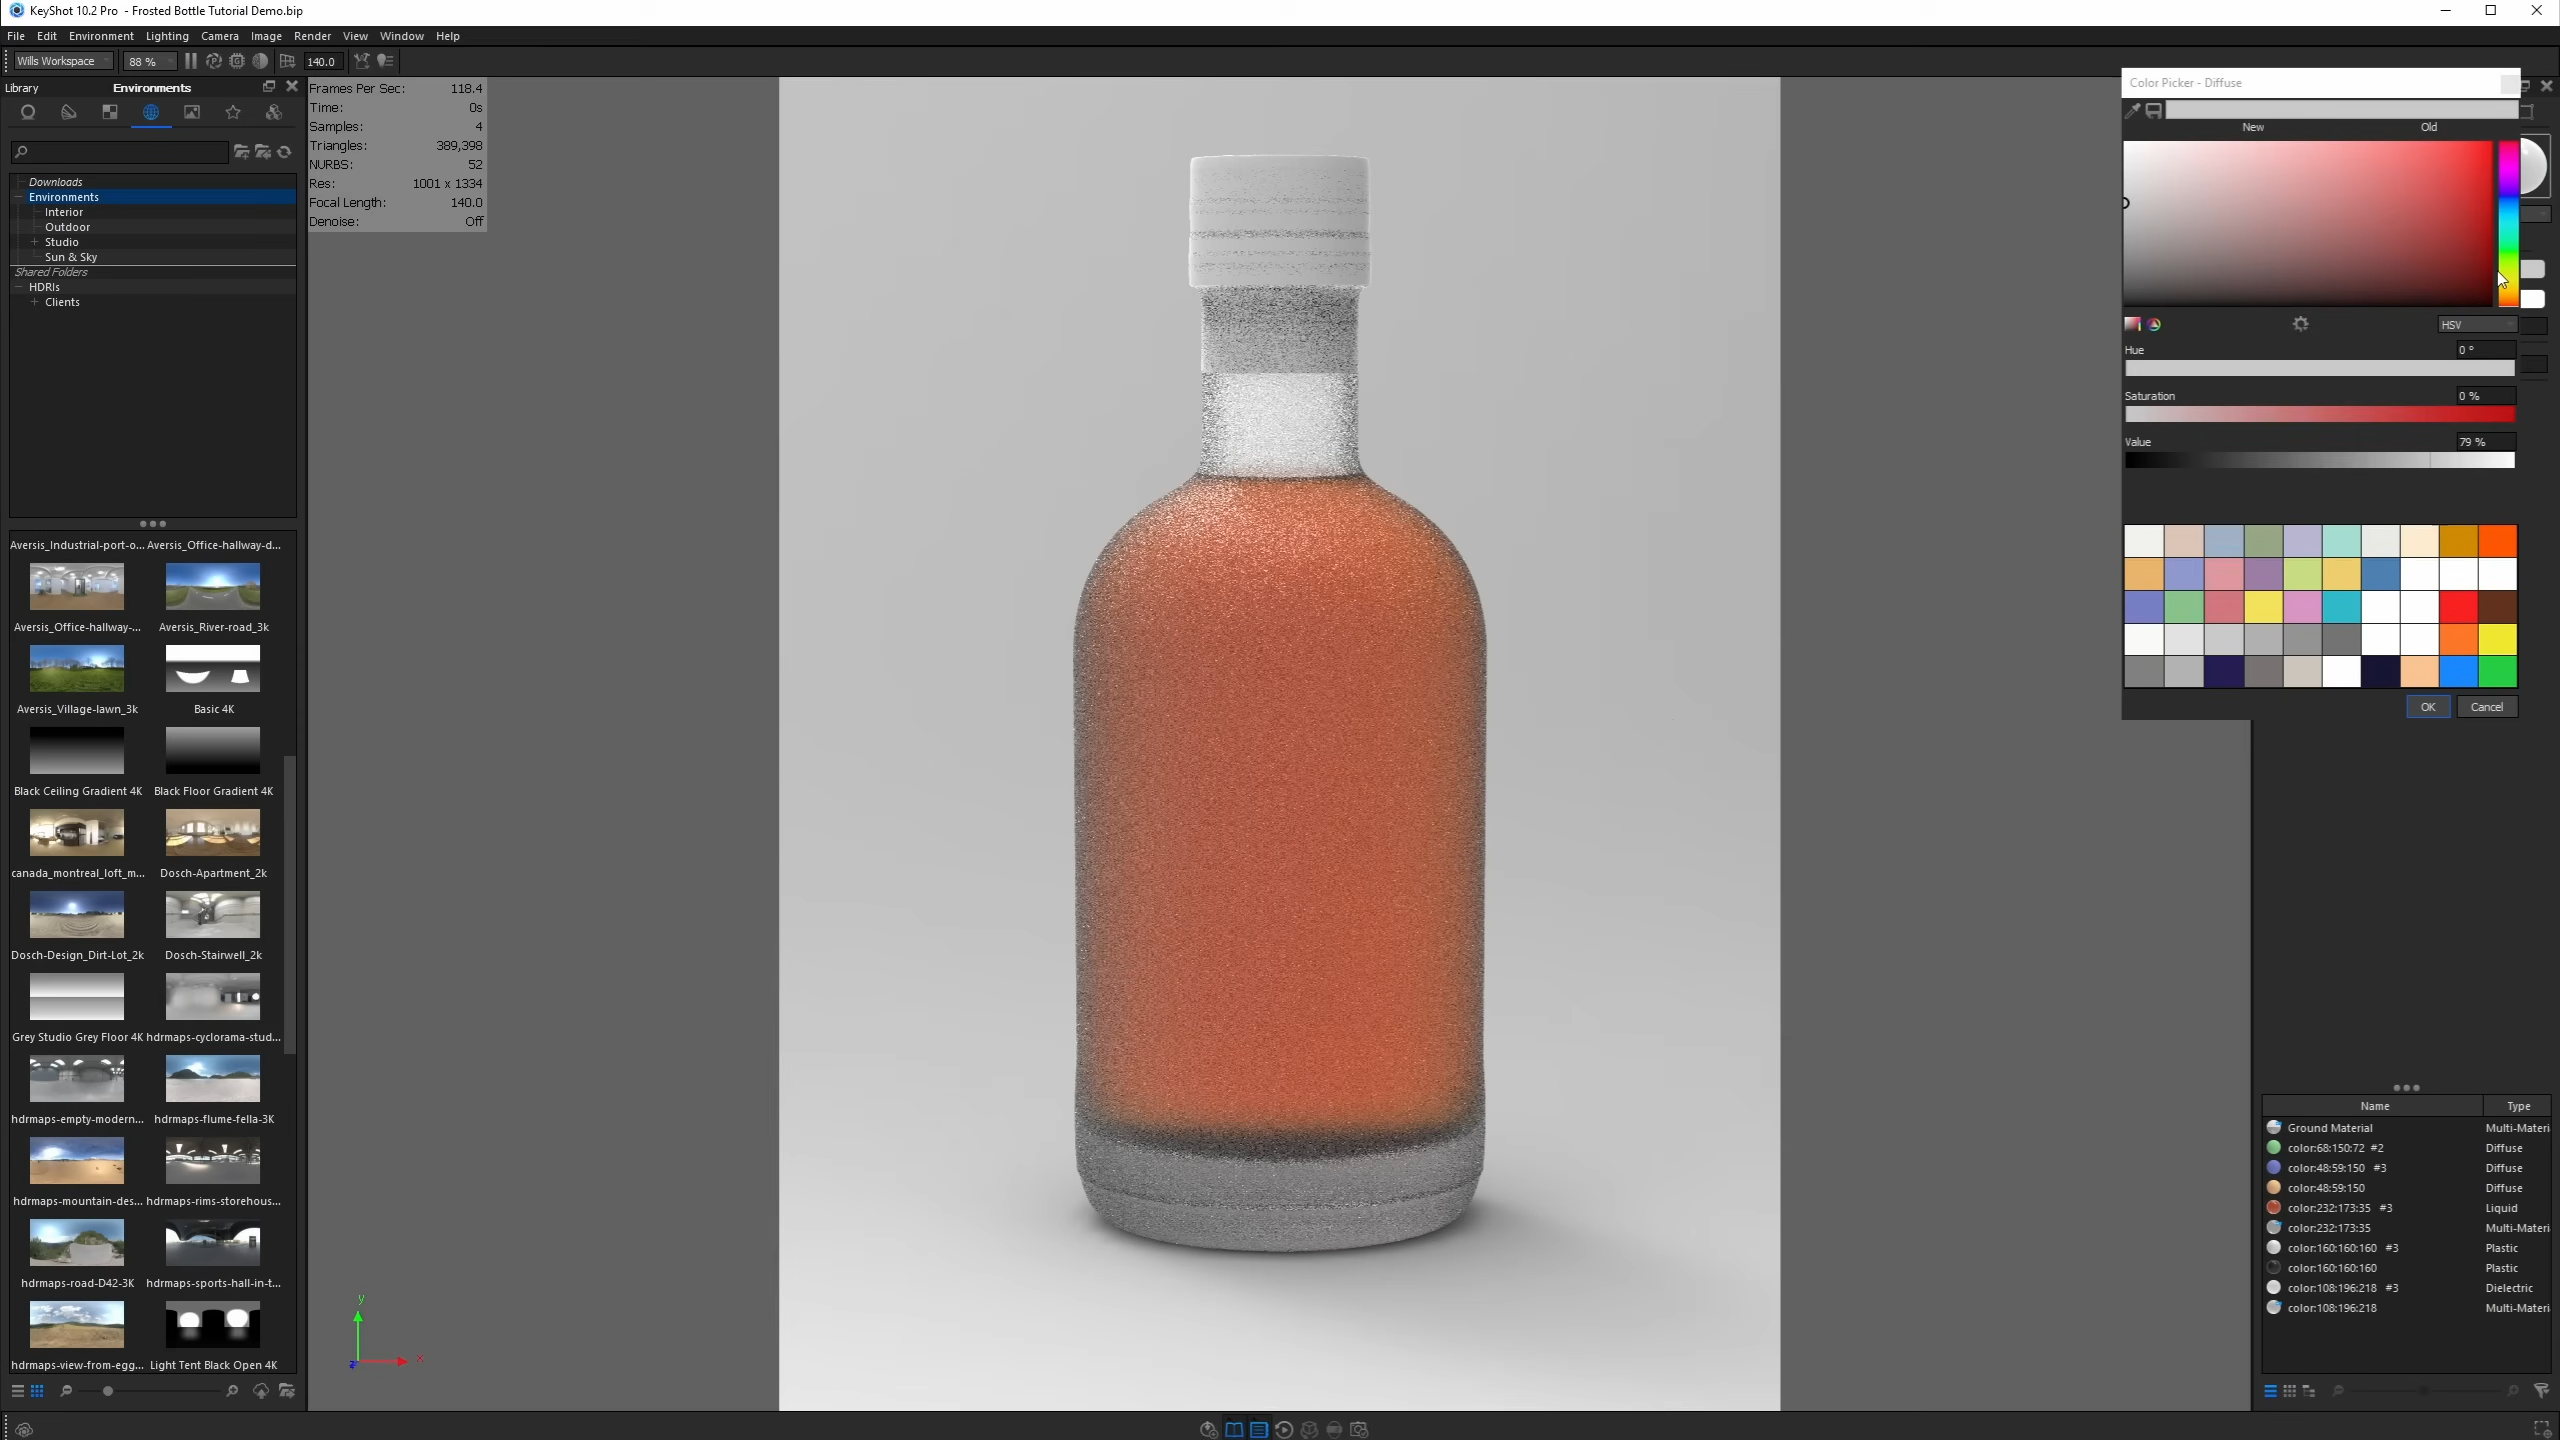 KeyShot 10.2 Pro - Frosted Bottle Tutorial Demo.bip
File Edit Environment Lighting Camera Image Render View Window Help
Wills Workspace 88 % 140.0
Library Environments
Downloads
Environments
Interior
Outdoor
Studio
Sun & Sky
Shared Folders
HDRIs
Clients
Aversis_Industrial-port-o... Aversis_Office-hallway-d...
Aversis_Office-hallway-... Aversis_River-road_3k
Aversis_Village-lawn_3k Basic 4K
Black Ceiling Gradient 4K Black Floor Gradient 4K
canada_montreal_loft_m... Dosch-Apartment_2k
Dosch-Design_Dirt-Lot_2k Dosch-Stairwell_2k
Grey Studio Grey Floor 4K hdrmaps-cyclorama-stud...
hdrmaps-empty-modern... hdrmaps-flume-fella-3K
hdrmaps-mountain-des... hdrmaps-rims-storehous...
hdrmaps-road-D42-3K hdrmaps-sports-hall-in-t...
hdrmaps-view-from-egg... Light Tent Black Open 4K
Frames Per Sec: 118.4
Time: 0s
Samples: 4
Triangles: 389,398
NURBS: 52
Res: 1001 x 1334
Focal Length: 140.0
Denoise: Off
y
x
z
Color Picker - Diffuse
New Old
HSV
Hue 0 °
Saturation 0 %
Value 79 %
OK Cancel
Name Type
Ground Material Multi-Materi
color:68:150:72 #2 Diffuse
color:48:59:150 #3 Diffuse
color:48:59:150 Diffuse
color:232:173:35 #3 Liquid
color:232:173:35 Multi-Materi
color:160:160:160 #3 Plastic
color:160:160:160 Plastic
color:108:196:218 #3 Dielectric
color:108:196:218 Multi-Materi